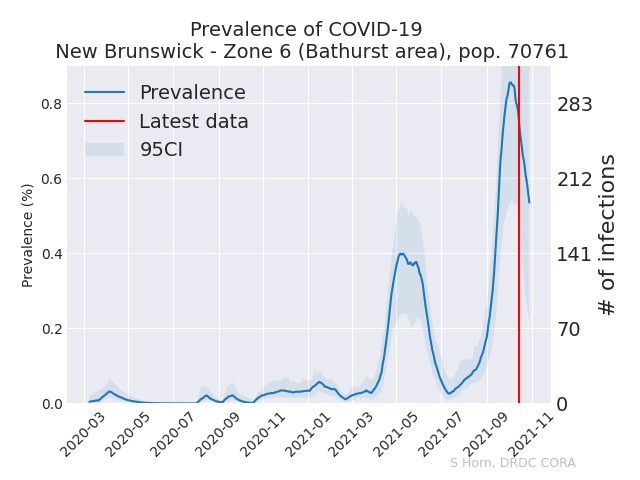 Prevalence of COVID-19
New Brunswick - Zone 6 (Bathurst area), pop. 70761
Prevalence
Latest data
95CI
Prevalence (%)
0.8
0.6
0.4
0.2
0.0
283
212
141
70
0
# of infections
2020-03
2020-05
2020-07
2020-09
2020-11
2021-01
2021-03
2021-05
2021-07
2021-09
2021-11
S Horn, DRDC CORA